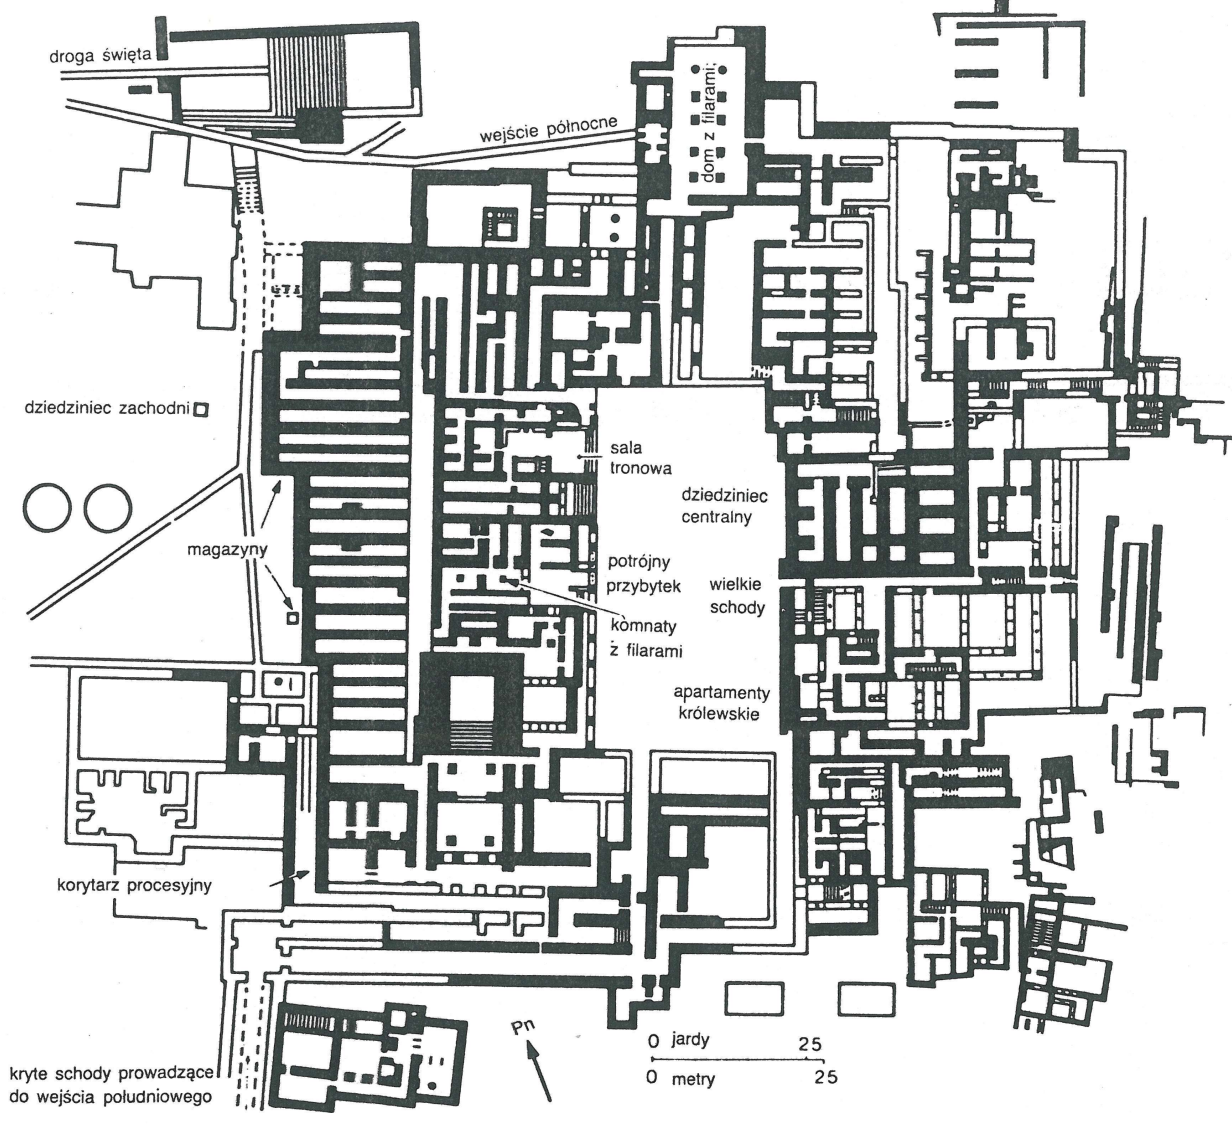 droga święta
wejście północne
dom z filarami;
dziedziniec zachodni
sala
tronowa
dziedziniec
centralny
magazyny
potrójny
przybytek
wielkie
schody
kòmnaty
ż filarami
apartamenty
królewskie
korytarz procesyjny
Pn
0 jardy 25
0 metry 25
kryte schody prowadzące
do wejścia południowego